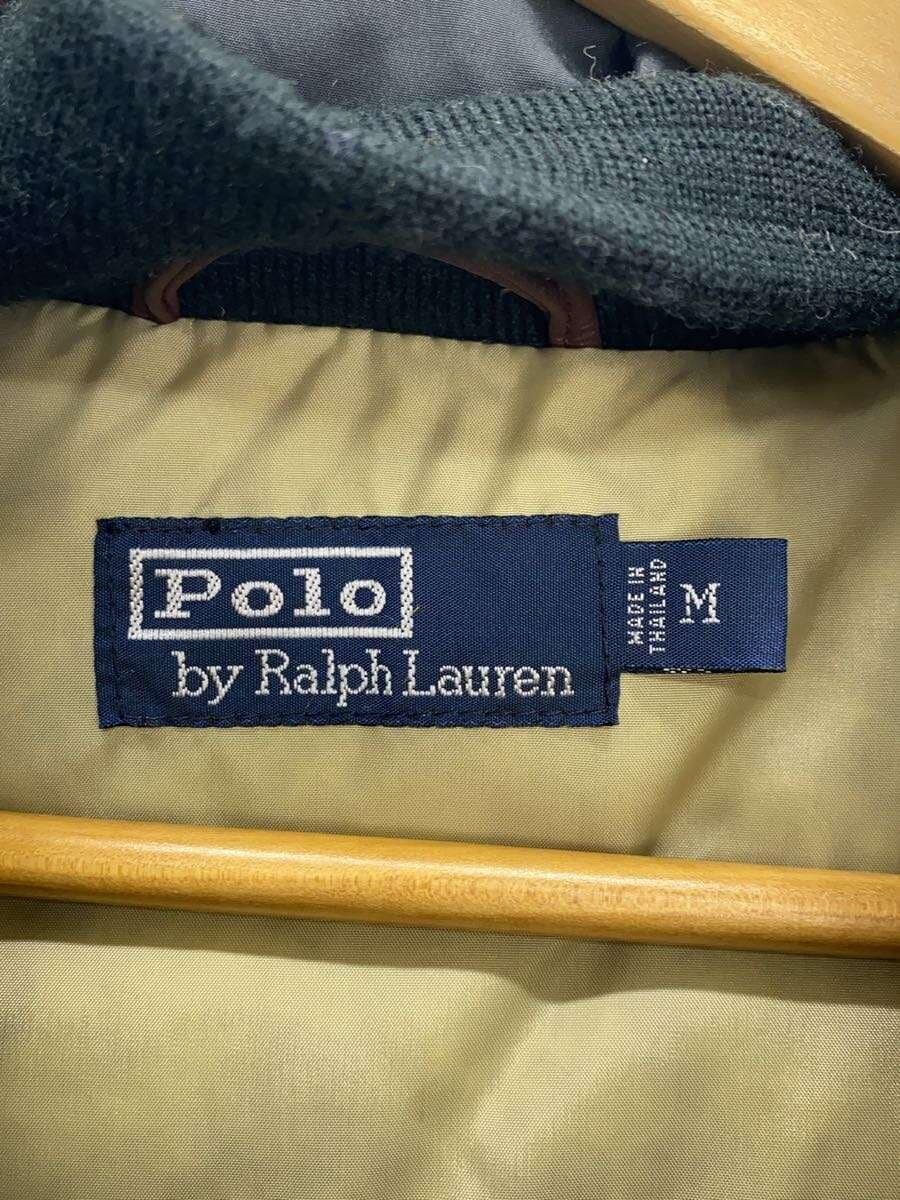 Polo
by Ralph Lauren
MADE IN
THAILAND
M